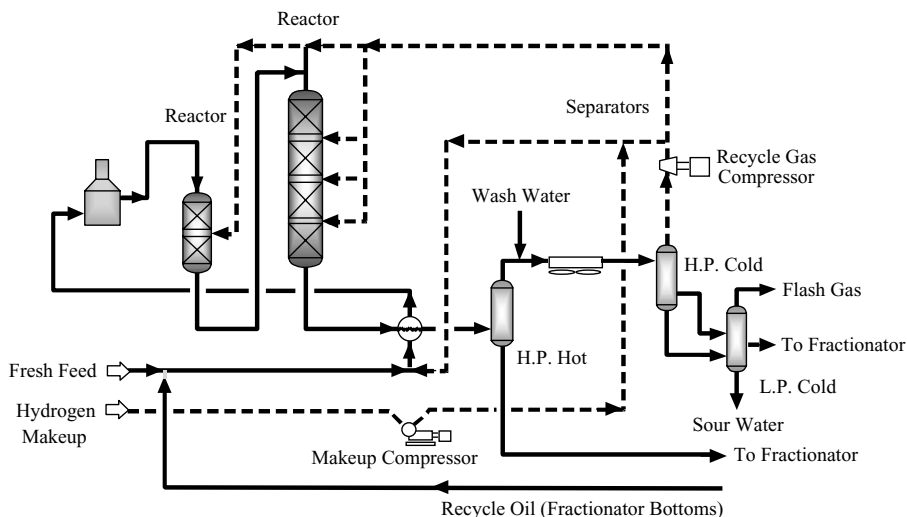 Reactor
Reactor
Separators
Recycle Gas
Compressor
Wash Water
H.P. Cold
Flash Gas
H.P. Hot
To Fractionator
Fresh Feed
L.P. Cold
Hydrogen
Makeup
Sour Water
Makeup Compressor
To Fractionator
Recycle Oil (Fractionator Bottoms)